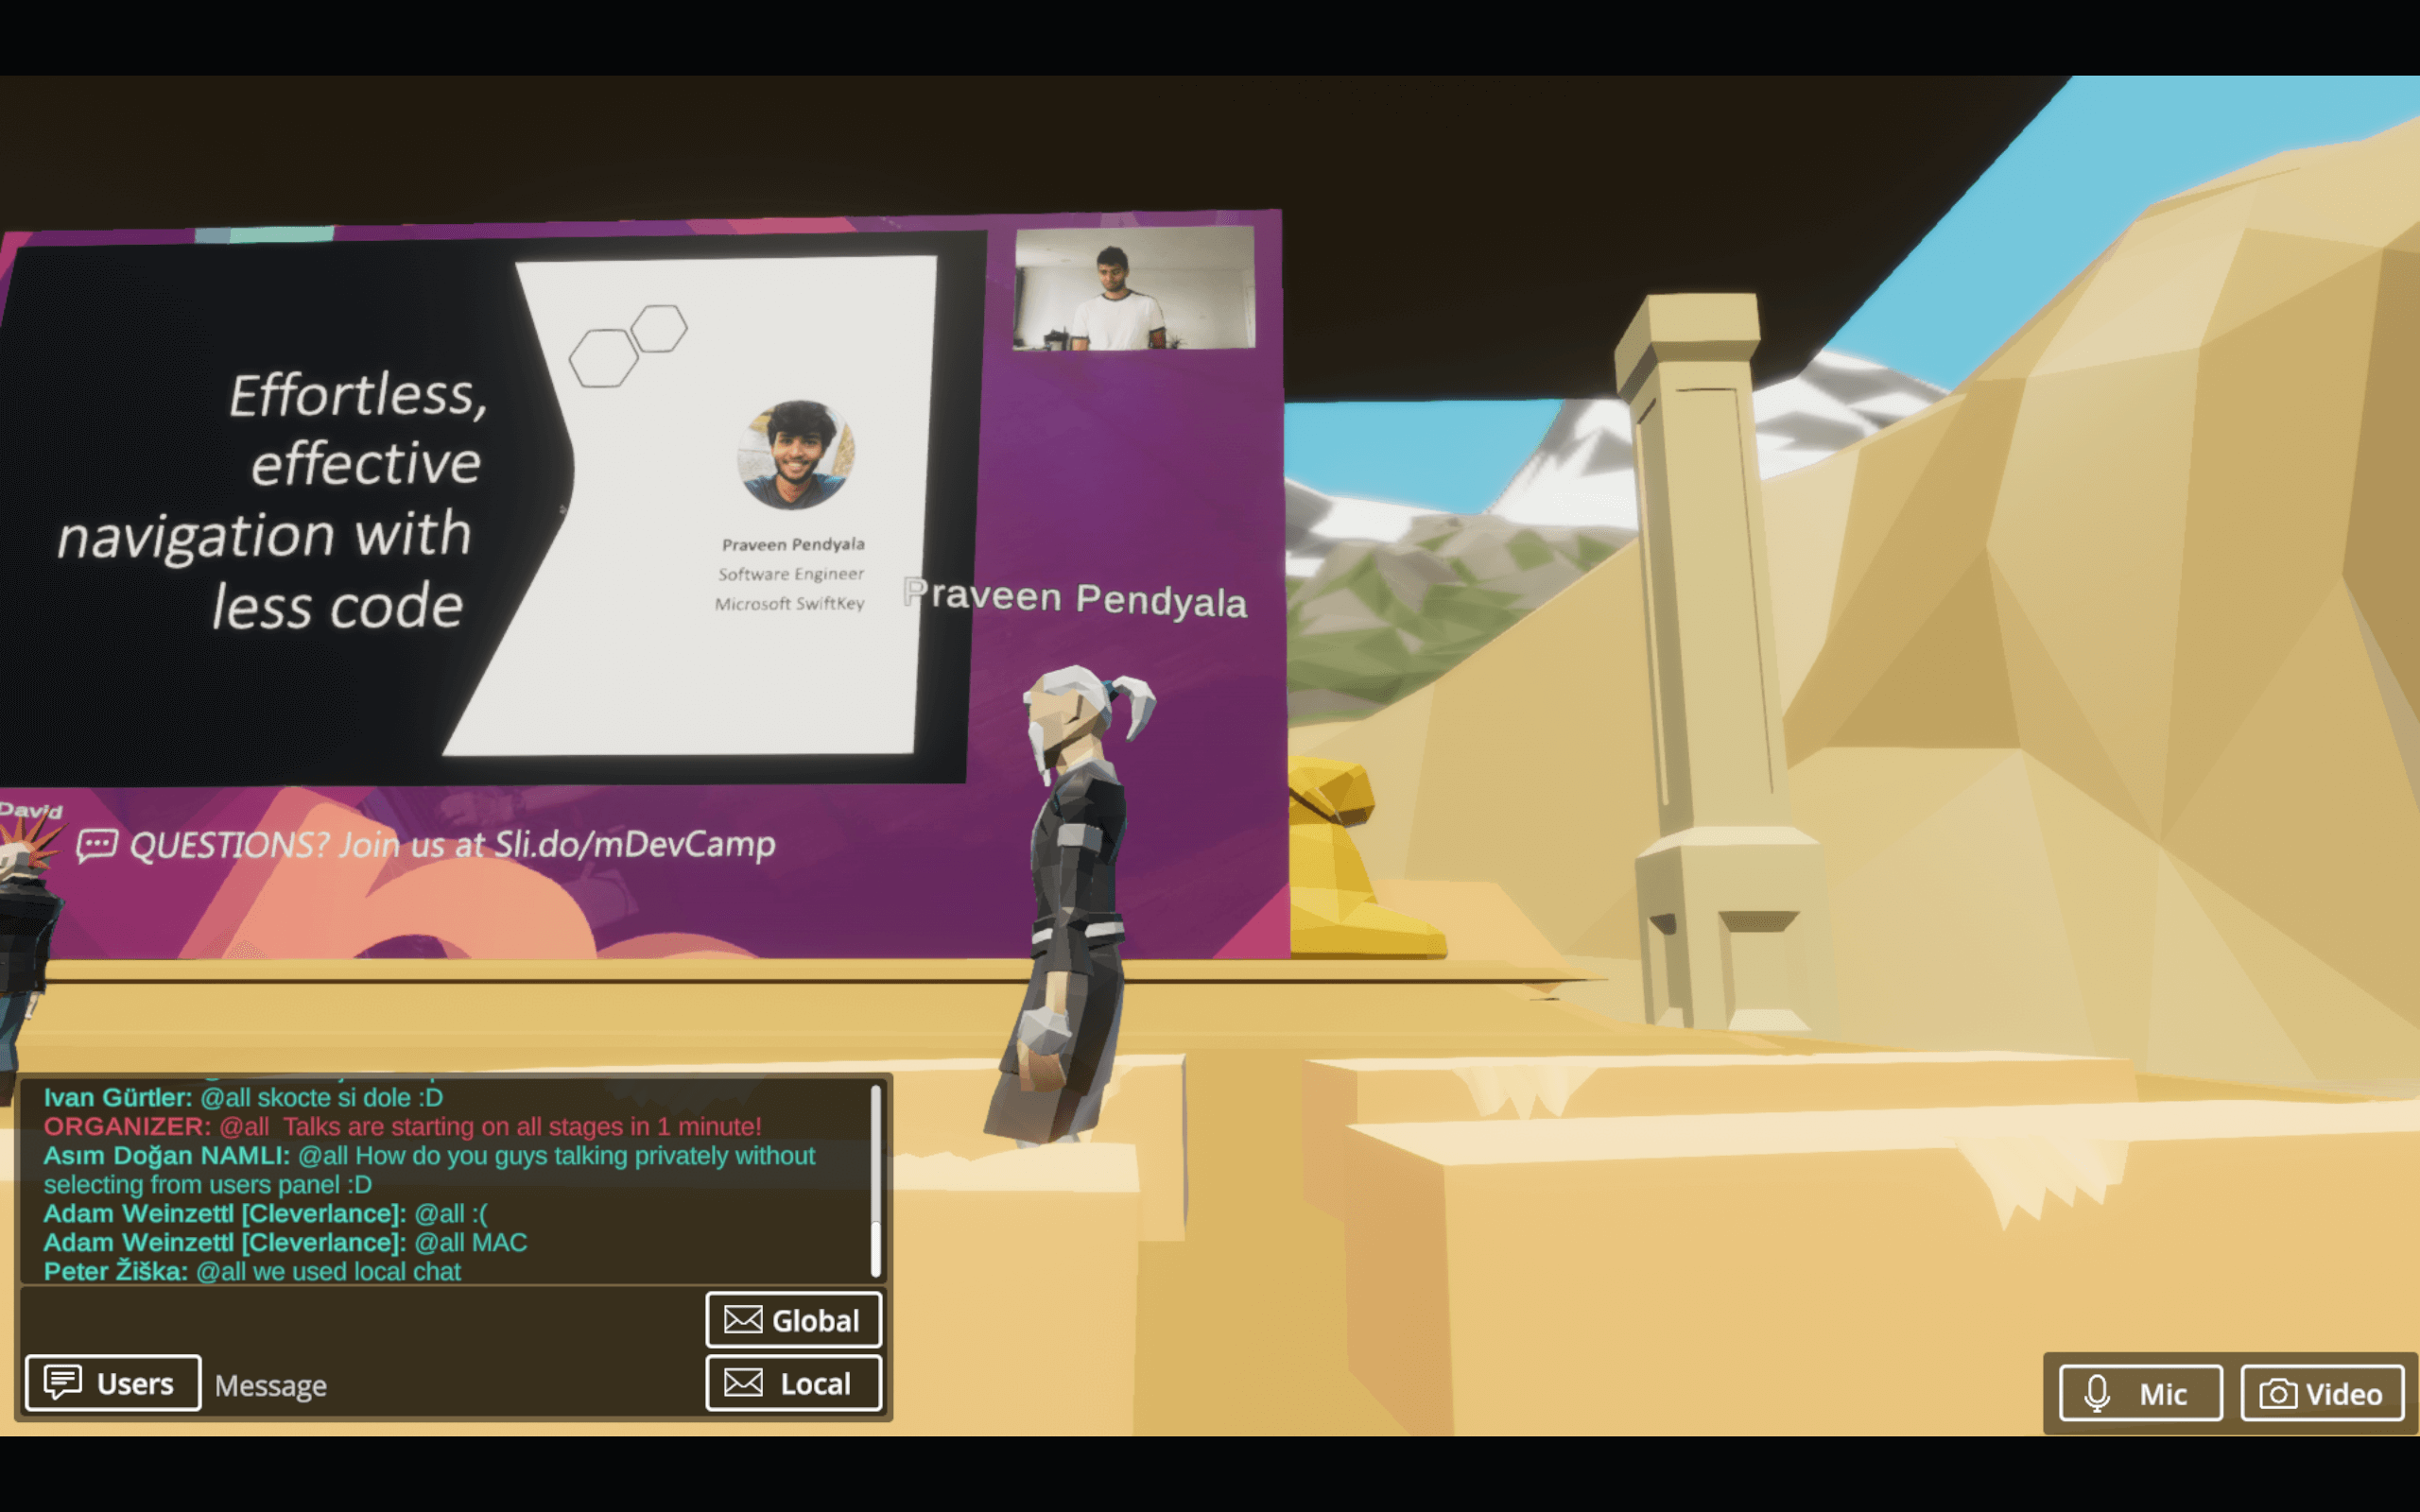 Effortless,
effective
navigation with
less code
Praveen Pendyala
Software Engineer
Microsoft SwiftKey
Praveen Pendyala
David
QUESTIONS? Join us at Sli.do/mDevCamp
Ivan Gürtler: @all skocte si dole :D
ORGANIZER: @all Talks are starting on all stages in 1 minute!
Asım Doğan NAMLI: @all How do you guys talking privately without
selecting from users panel :D
Adam Weinzettl [Cleverlance]: @all :(
Adam Weinzettl [Cleverlance]: @all MAC
Peter Žiška: @all we used local chat
Global
Users
Message
Local
Mic
Video